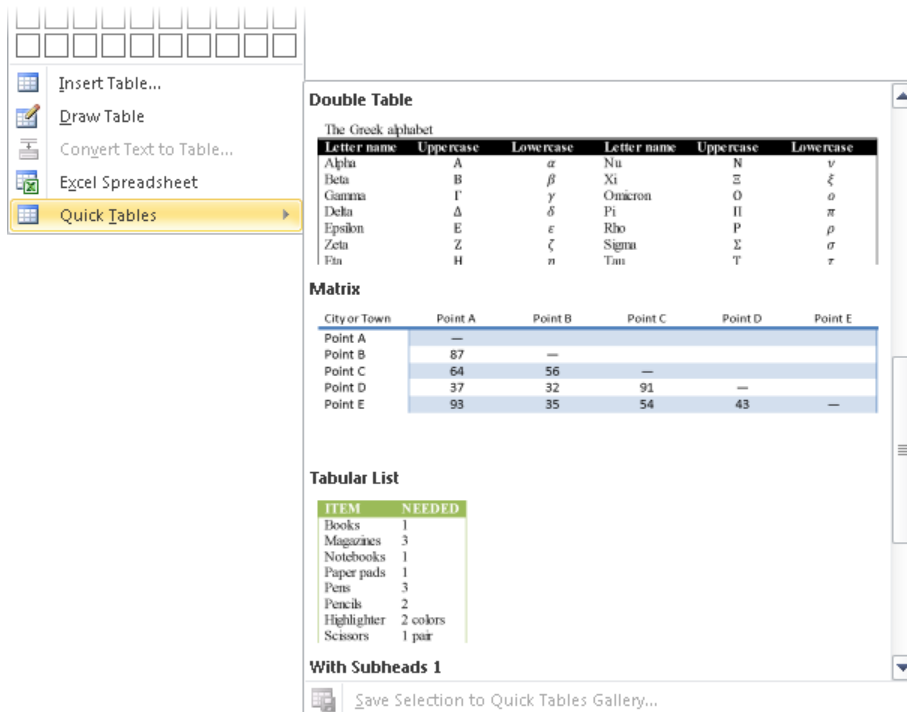 Insert Table...
Draw Table
Convert Text to Table...
Excel Spreadsheet
Quick Tables
Double Table
The Greek alphabet
Letter name Uppercase Lowercase Letter name Uppercase Lowercase
Alpha Α α Nu Ν ν
Beta Β β Xi Ξ ξ
Gamma Γ γ Omicron Ο ο
Delta Δ δ Pi Π π
Epsilon Ε ε Rho Ρ ρ
Zeta Ζ ζ Sigma Σ σ
Eta Η η Tau Τ τ
Matrix
City or Town Point A Point B Point C Point D Point E
Point A —
Point B 87 —
Point C 64 56 —
Point D 37 32 91 —
Point E 93 35 54 43 —
Tabular List
ITEM NEEDED
Books 1
Magazines 3
Notebooks 1
Paper pads 1
Pens 3
Pencils 2
Highlighter 2 colors
Scissors 1 pair
With Subheads 1
Save Selection to Quick Tables Gallery...